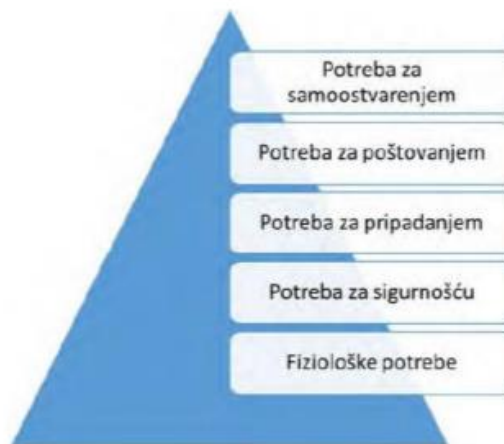 Potreba za
samoostvarenjem
Potreba za poštovanjem
Potreba za pripadanjem
Potreba za sigurnošću
Fiziološke potrebe